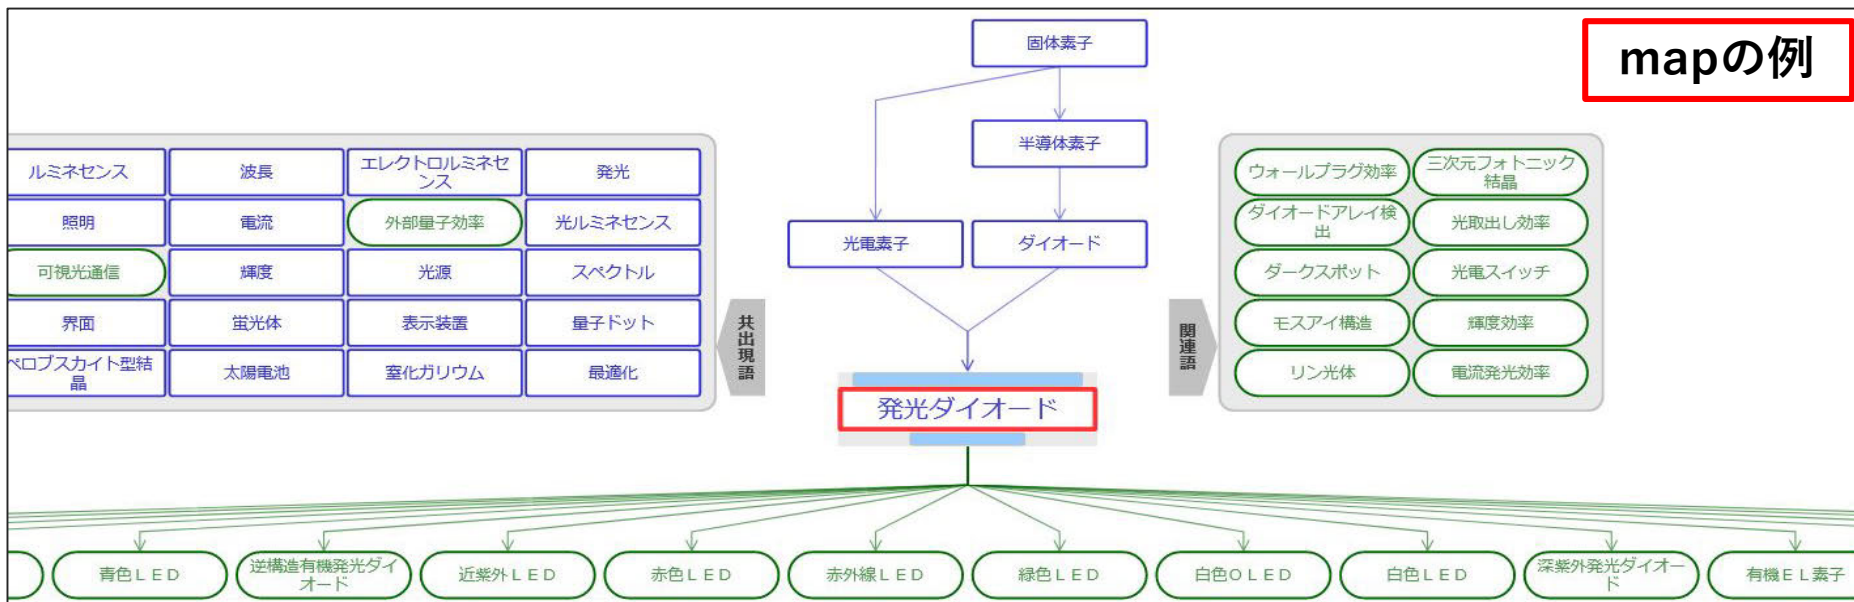 mapの例
固体素子
半導体素子
光電素子
ダイオード
ルミネセンス
波長
エレクトロルミネセ
ンス
発光
照明
電流
外部量子効率
光ルミネセンス
可視光通信
輝度
光源
スペクトル
界面
蛍光体
表示装置
量子ドット
ペロブスカイト型結
晶
太陽電池
窒化ガリウム
最適化
共出現語
関連語
ウォールプラグ効率
三次元フォトニック
結晶
ダイオードアレイ検
出
光取出し効率
ダークスポット
光電スイッチ
モスアイ構造
輝度効率
リン光体
電流発光効率
発光ダイオード
青色LED
逆構造有機発光ダイ
オード
近紫外LED
赤色LED
赤外線LED
緑色LED
白色OLED
白色LED
深紫外発光ダイオー
ド
有機EL素子